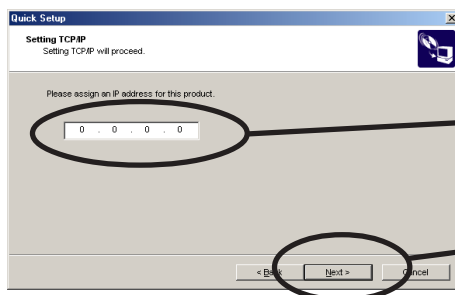 Quick Setup
Setting TCP/IP
Setting TCP/IP will proceed.
Please assign an IP address for this product.
0 . 0 . 0 . 0
< Back Next > Cancel